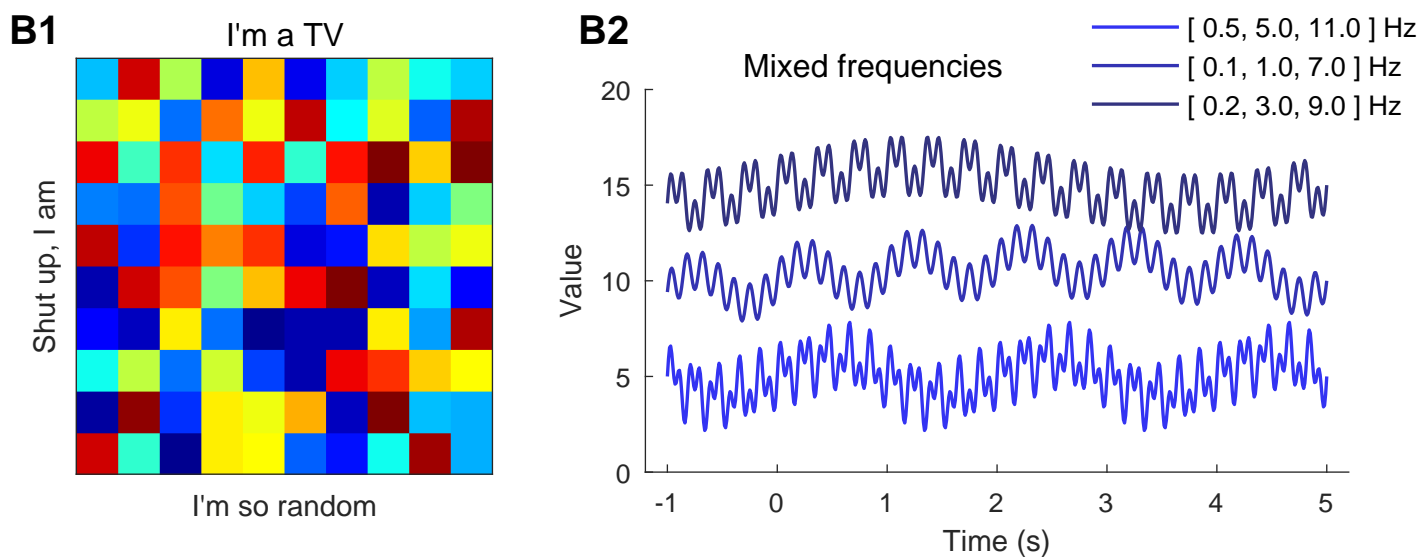 B1
I'm a TV
Shut up, I am
I'm so random
B2
Mixed frequencies
[ 0.5, 5.0, 11.0 ] Hz
[ 0.1, 1.0, 7.0 ] Hz
[ 0.2, 3.0, 9.0 ] Hz
20
15
10
5
0
Value
-1 0 1 2 3 4 5
Time (s)